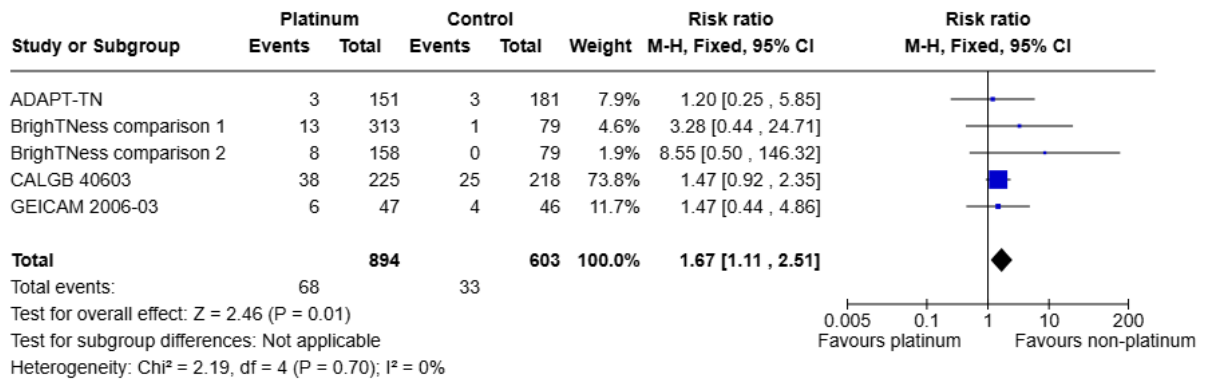 Platinum Control Risk ratio Risk ratio
Study or Subgroup Events Total Events Total Weight M-H, Fixed, 95% CI M-H, Fixed, 95% CI
ADAPT-TN 3 151 3 181 7.9% 1.20 [0.25 , 5.85]
BrighTNess comparison 1 13 313 1 79 4.6% 3.28 [0.44 , 24.71]
BrighTNess comparison 2 8 158 0 79 1.9% 8.55 [0.50 , 146.32]
CALGB 40603 38 225 25 218 73.8% 1.47 [0.92 , 2.35]
GEICAM 2006-03 6 47 4 46 11.7% 1.47 [0.44 , 4.86]
Total 894 603 100.0% 1.67 [1.11 , 2.51]
Total events: 68 33
Test for overall effect: Z = 2.46 (P = 0.01)
Test for subgroup differences: Not applicable
Heterogeneity: Chi² = 2.19, df = 4 (P = 0.70); I² = 0%
0.005 0.1 1 10 200
Favours platinum Favours non-platinum